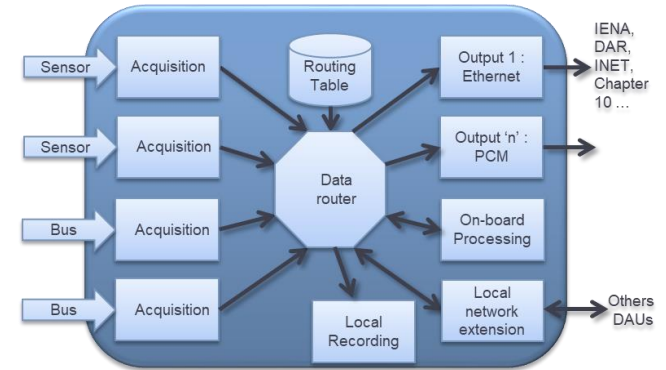 Sensor
Acquisition
Sensor
Acquisition
Bus
Acquisition
Bus
Acquisition
Routing
Table
Data
router
Local
Recording
Output 1 :
Ethernet
Output 'n' :
PCM
On-board
Processing
Local
network
extension
IENA,
DAR,
INET,
Chapter
10 ...
Others
DAUs